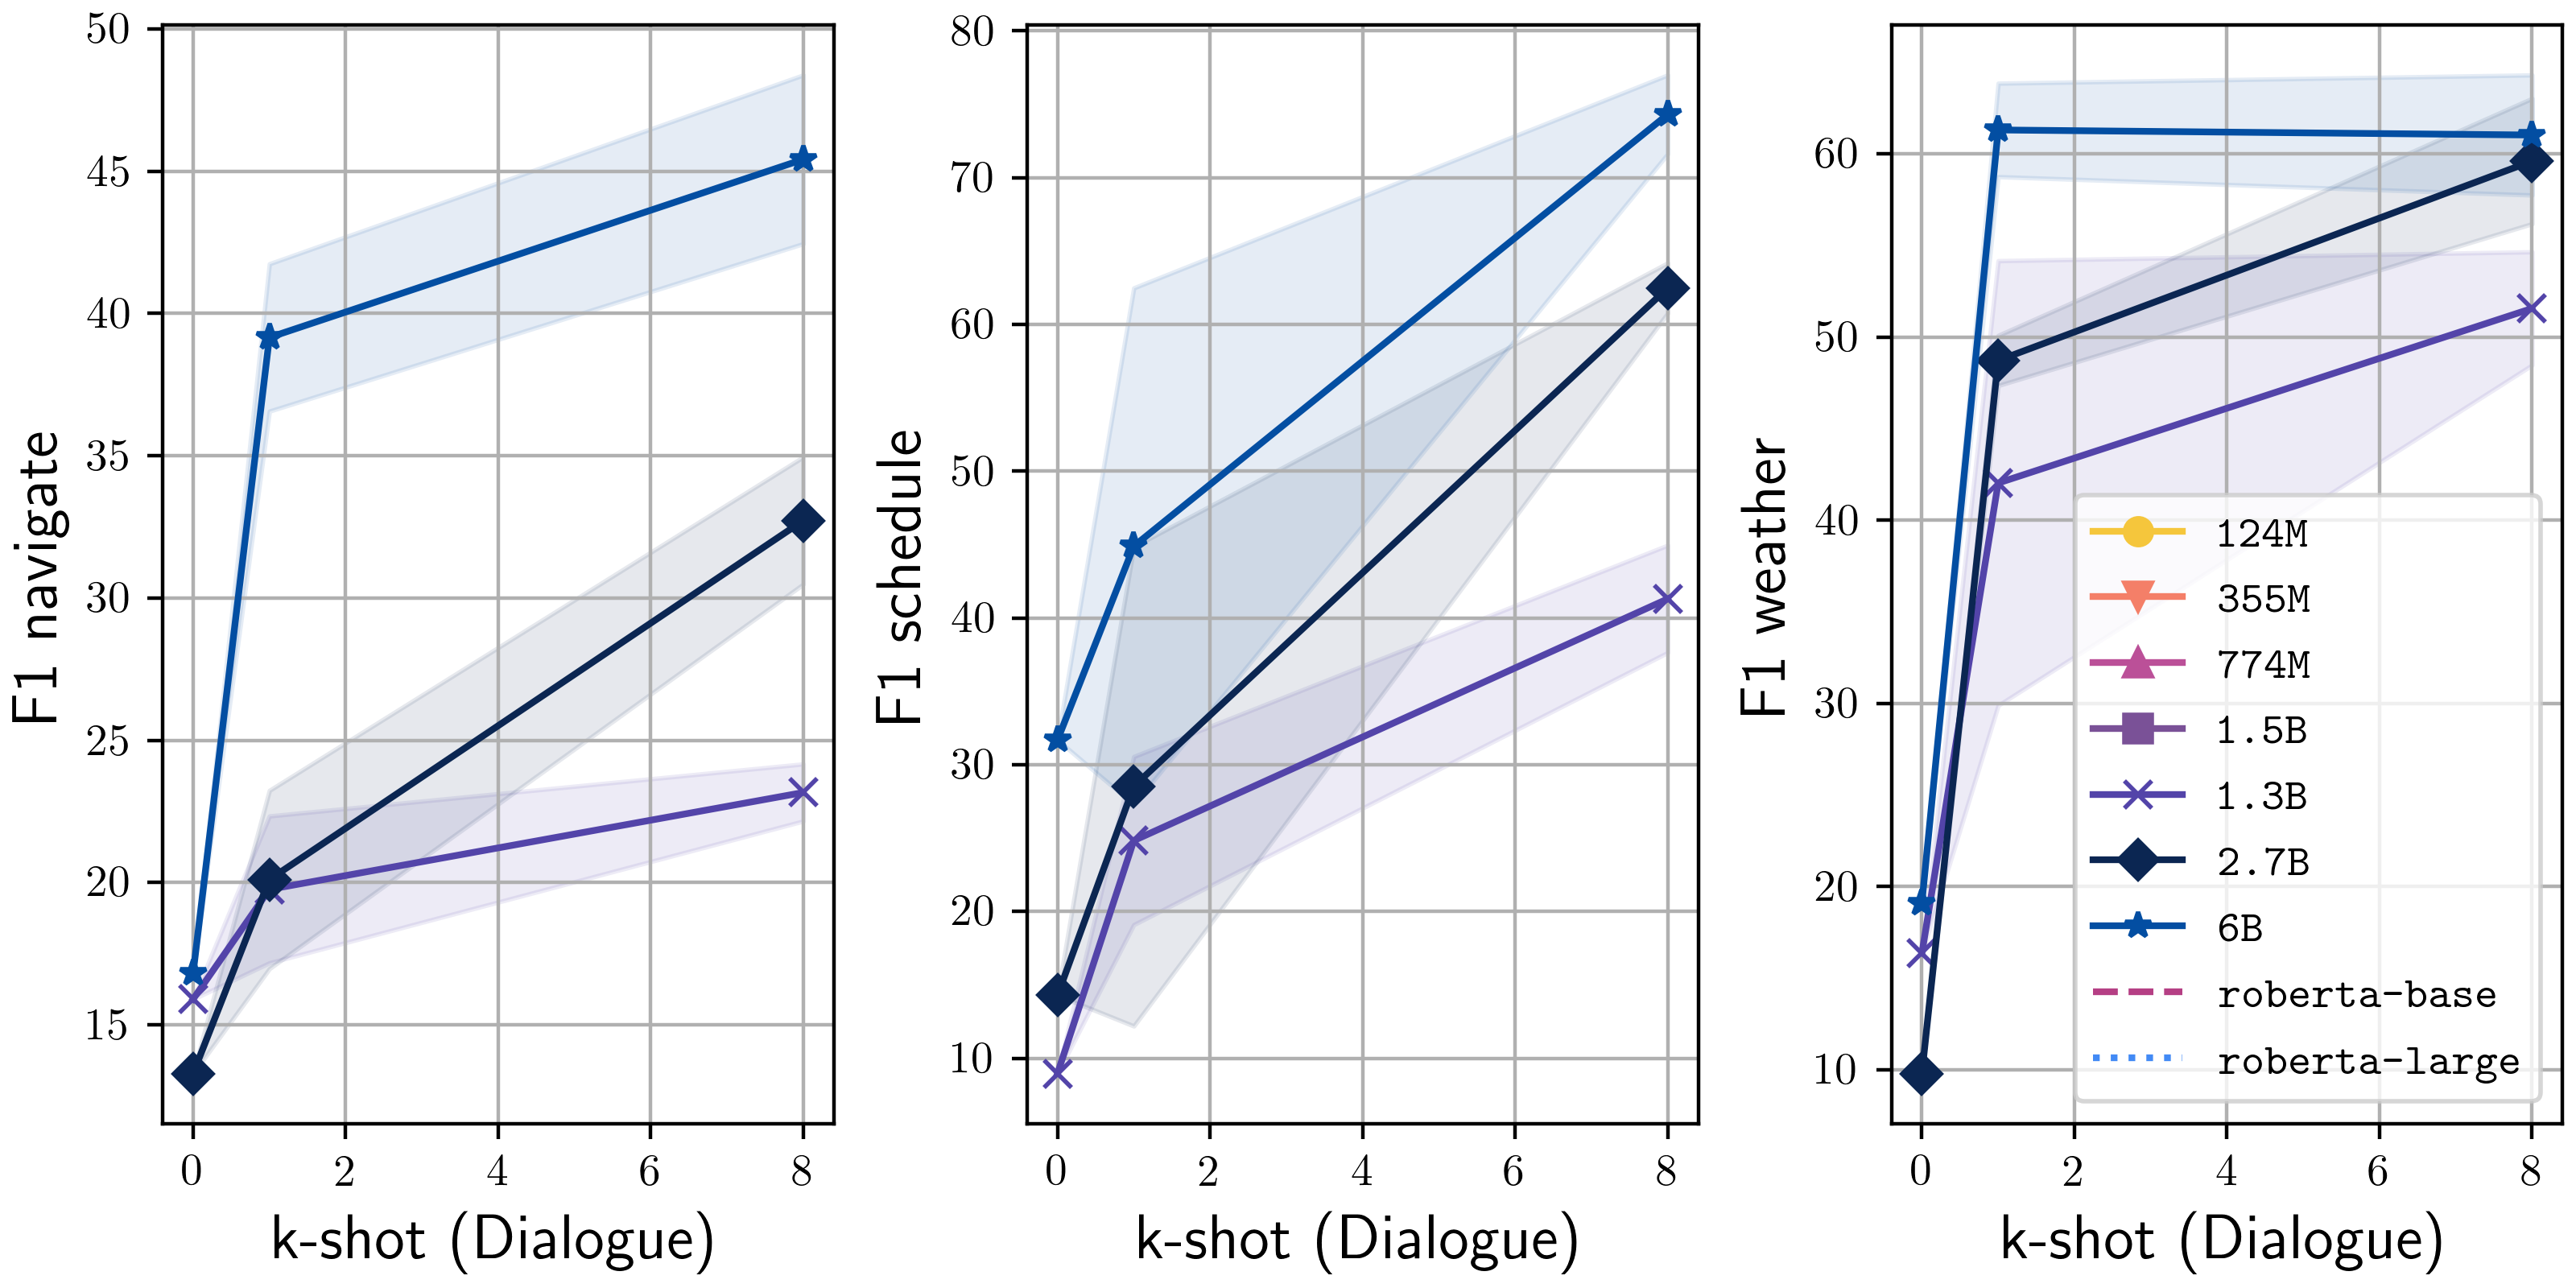 F1 navigate
50
45
40
35
30
25
20
15
0 2 4 6 8
k-shot (Dialogue)
F1 schedule
80
70
60
50
40
30
20
10
0 2 4 6 8
k-shot (Dialogue)
F1 weather
60
50
40
30
20
10
0 2 4 6 8
k-shot (Dialogue)
124M
355M
774M
1.5B
1.3B
2.7B
6B
roberta-base
roberta-large